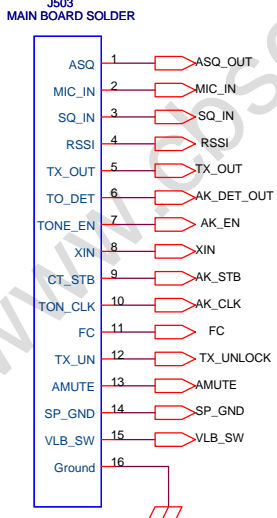 J503
MAIN BOARD SOLDER
ASQ 1 ASQ_OUT
MIC_IN 2 MIC_IN
SQ_IN 3 SQ_IN
RSSI 4 RSSI
TX_OUT 5 TX_OUT
TO_DET 6 AK_DET_OUT
TONE_EN 7 AK_EN
XIN 8 XIN
CT_STB 9 AK_STB
TON_CLK 10 AK_CLK
FC 11 FC
TX_UN 12 TX_UNLOCK
AMUTE 13 AMUTE
SP_GND 14 SP_GND
VLB_SW 15 VLB_SW
Ground 16
www.cbs